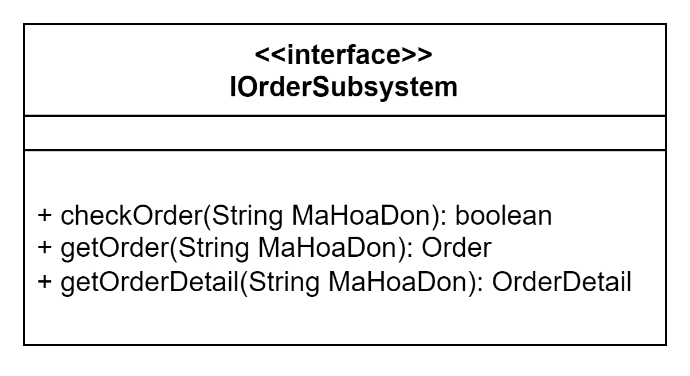 <<interface>>
IOrderSubsystem
+ checkOrder(String MaHoaDon): boolean
+ getOrder(String MaHoaDon): Order
+ getOrderDetail(String MaHoaDon): OrderDetail